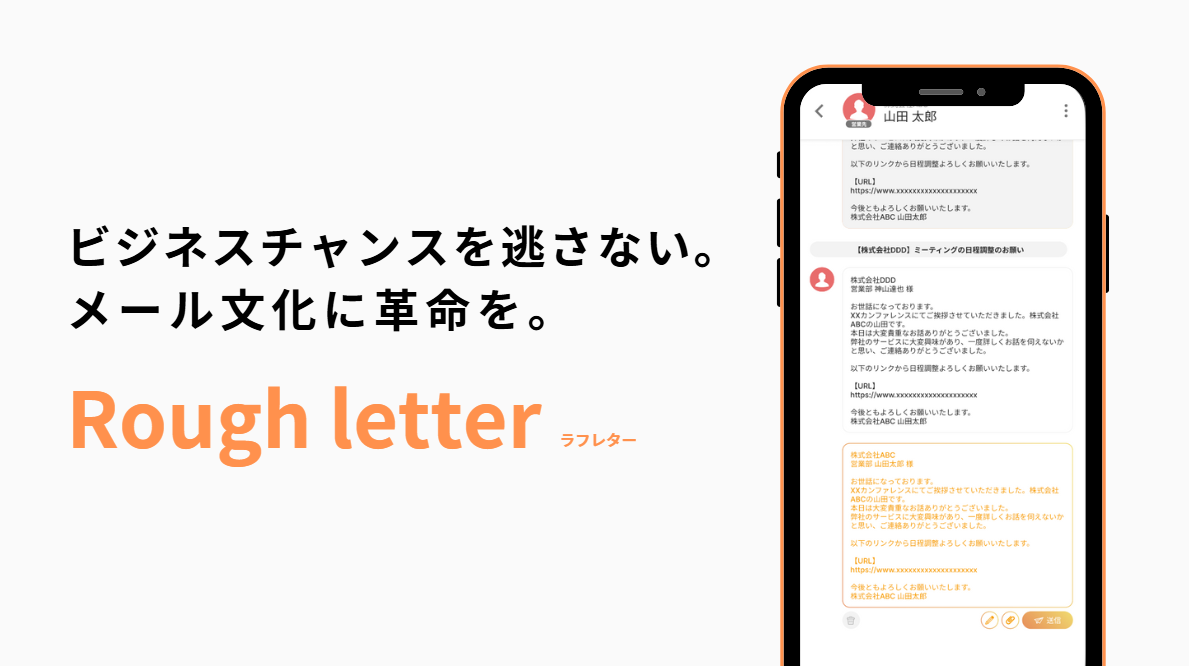 ビジネスチャンスを逃さない。
メール文化に革命を。
Rough letter ラフレター
山田 太郎
営業先
と思い、ご連絡ありがとうございました。
以下のリンクから日程調整よろしくお願いいたします。
【URL】
https://www.xxxxxxxxxxxxxxxxxxxx
今後ともよろしくお願いいたします。
株式会社ABC 山田太郎
【株式会社DDD】ミーティングの日程調整のお願い
株式会社DDD
営業部 神山達也 様
お世話になっております。
XXカンファレンスにてご挨拶させていただきました。株式会社
ABCの山田です。
本日は大変貴重なお話ありがとうございました。
弊社のサービスに大変興味があり、一度詳しくお話を伺えないか
と思い、ご連絡ありがとうございました。
以下のリンクから日程調整よろしくお願いいたします。
【URL】
https://www.xxxxxxxxxxxxxxxxxxxx
今後ともよろしくお願いいたします。
株式会社ABC 山田太郎
株式会社ABC
営業部 山田太郎 様
お世話になっております。
XXカンファレンスにてご挨拶させていただきました。株式会社
ABCの山田です。
本日は大変貴重なお話ありがとうございました。
弊社のサービスに大変興味があり、一度詳しくお話を伺えないか
と思い、ご連絡ありがとうございました。
以下のリンクから日程調整よろしくお願いいたします。
【URL】
https://www.xxxxxxxxxxxxxxxxxxxx
今後ともよろしくお願いいたします。
株式会社ABC 山田太郎
送信